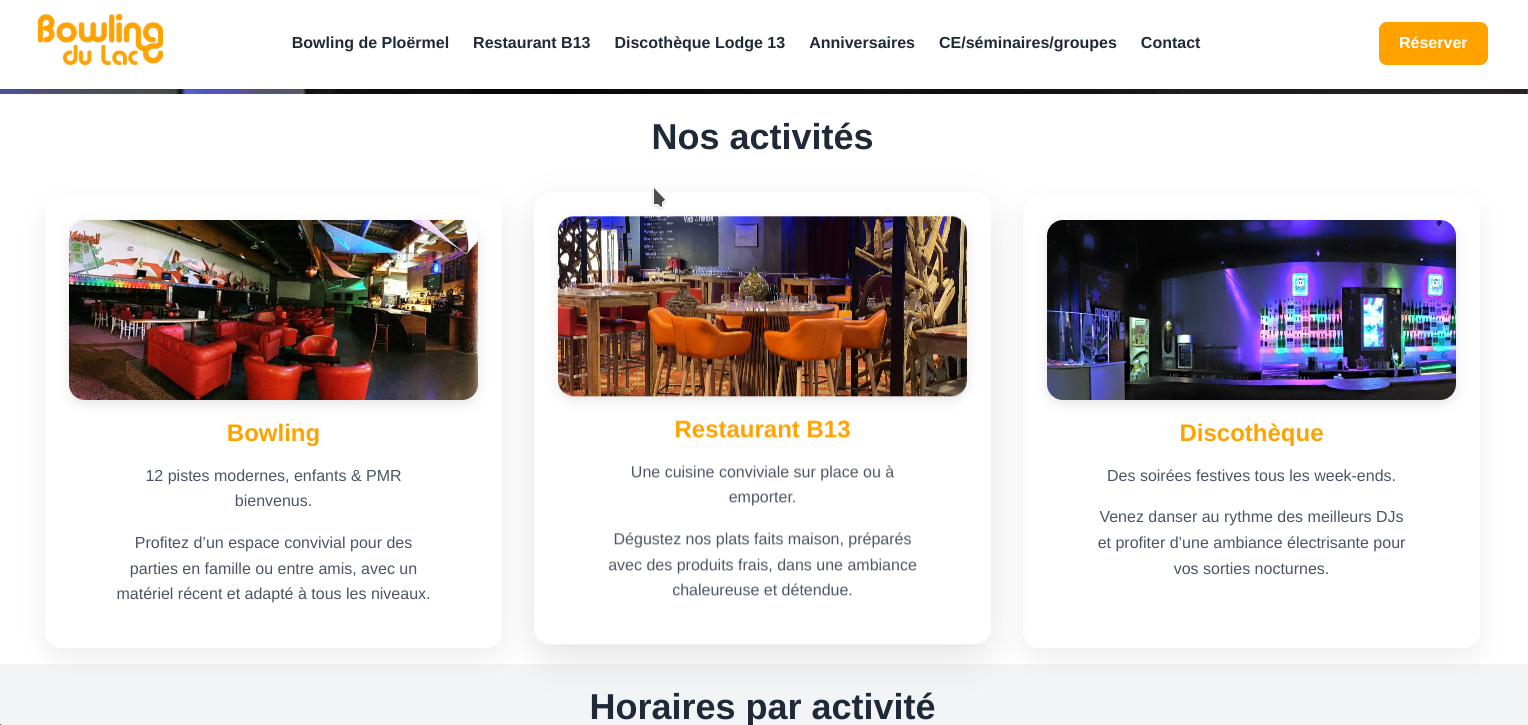 Bowling
du Lac
Bowling de Ploërmel Restaurant B13 Discothèque Lodge 13 Anniversaires CE/séminaires/groupes Contact
Réserver
Nos activités
Bowling
12 pistes modernes, enfants & PMR
bienvenus.
Profitez d’un espace convivial pour des
parties en famille ou entre amis, avec un
matériel récent et adapté à tous les niveaux.
Restaurant B13
Une cuisine conviviale sur place ou à
emporter.
Dégustez nos plats faits maison, préparés
avec des produits frais, dans une ambiance
chaleureuse et détendue.
Discothèque
Des soirées festives tous les week-ends.
Venez danser au rythme des meilleurs DJs
et profiter d’une ambiance électrisante pour
vos sorties nocturnes.
Horaires par activité